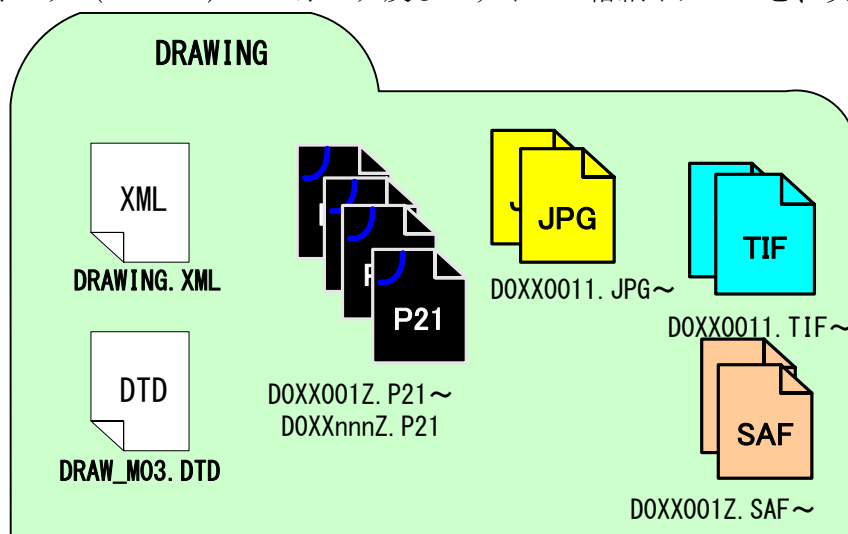 DRAWING
XML
DRAWING.XML
DTD
DRAW_M03.DTD
P21
D0XX001Z.P21～
D0XXnnnZ.P21
JPG
D0XX0011.JPG～
TIF
D0XX0011.TIF～
SAF
D0XX001Z.SAF～